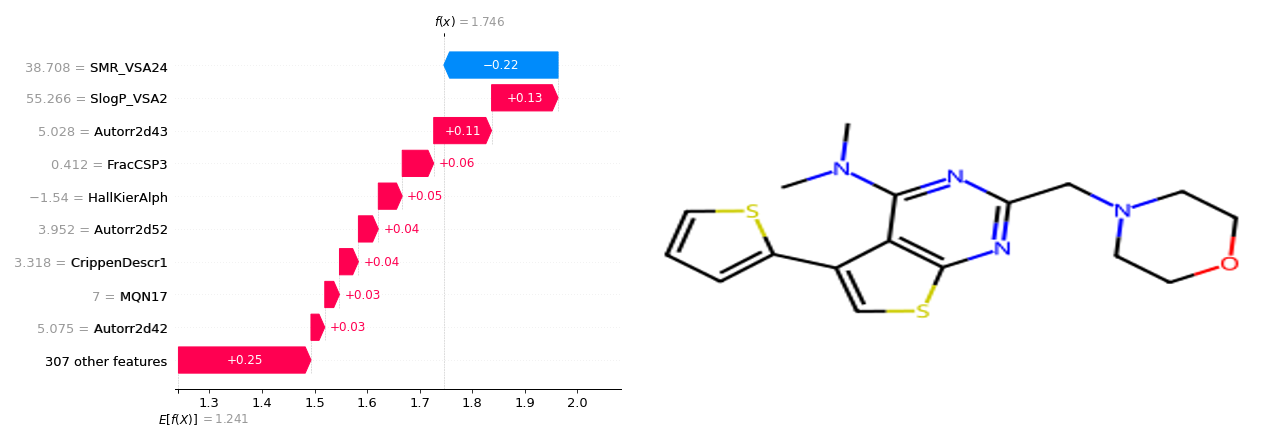 f(x) = 1.746
38.708 = SMR_VSA24
−0.22
55.266 = SlogP_VSA2
+0.13
5.028 = Autorr2d43
+0.11
0.412 = FracCSP3
+0.06
−1.54 = HallKierAlph
+0.05
3.952 = Autorr2d52
+0.04
3.318 = CrippenDescr1
+0.04
7 = MQN17
+0.03
5.075 = Autorr2d42
+0.03
307 other features
+0.25
1.3 1.4 1.5 1.6 1.7 1.8 1.9 2.0
E[f(X)] = 1.241
N
N
S
N
N
O
S